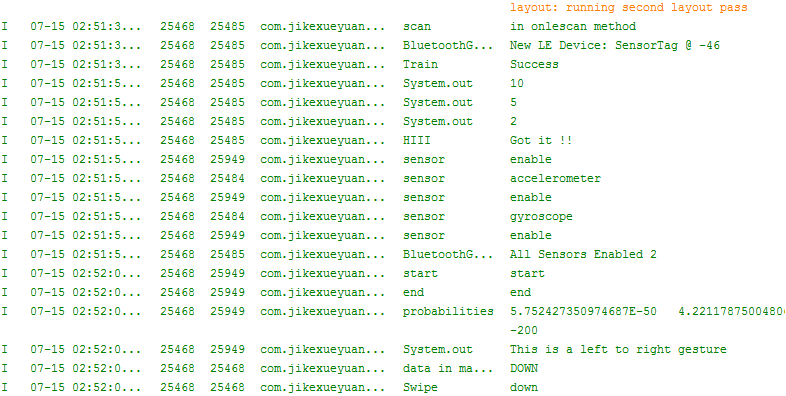 layout: running second layout pass
I 07-15 02:51:3... 25468 25485 com.jikexueyuan... scan in onlescan method
I 07-15 02:51:3... 25468 25485 com.jikexueyuan... BluetoothG... New LE Device: SensorTag @ -46
I 07-15 02:51:3... 25468 25485 com.jikexueyuan... Train Success
I 07-15 02:51:5... 25468 25485 com.jikexueyuan... System.out 10
I 07-15 02:51:5... 25468 25485 com.jikexueyuan... System.out 5
I 07-15 02:51:5... 25468 25485 com.jikexueyuan... System.out 2
I 07-15 02:51:5... 25468 25485 com.jikexueyuan... HIII Got it !!
I 07-15 02:51:5... 25468 25949 com.jikexueyuan... sensor enable
I 07-15 02:51:5... 25468 25484 com.jikexueyuan... sensor accelerometer
I 07-15 02:51:5... 25468 25949 com.jikexueyuan... sensor enable
I 07-15 02:51:5... 25468 25484 com.jikexueyuan... sensor gyroscope
I 07-15 02:51:5... 25468 25949 com.jikexueyuan... sensor enable
I 07-15 02:51:5... 25468 25485 com.jikexueyuan... BluetoothG... All Sensors Enabled 2
I 07-15 02:52:0... 25468 25949 com.jikexueyuan... start start
I 07-15 02:52:0... 25468 25949 com.jikexueyuan... end end
I 07-15 02:52:0... 25468 25949 com.jikexueyuan... probabilities 5.752427350974687E-50 4.2211787500480
-200
I 07-15 02:52:0... 25468 25949 com.jikexueyuan... System.out This is a left to right gesture
I 07-15 02:52:0... 25468 25468 com.jikexueyuan... data in ma... DOWN
I 07-15 02:52:0... 25468 25468 com.jikexueyuan... Swipe down